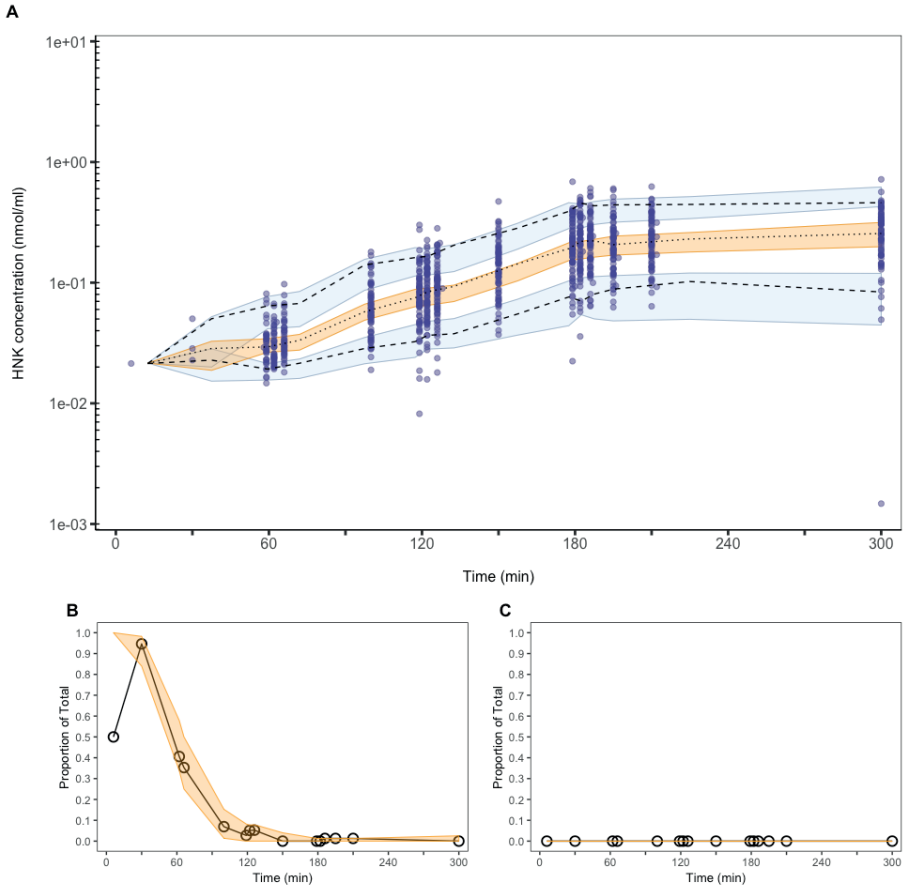 A
HNK concentration (nmol/ml)
1e+01
1e+00
1e-01
1e-02
1e-03
0 60 120 180 240 300
Time (min)
B
Proportion of Total
1.0
0.9
0.8
0.7
0.6
0.5
0.4
0.3
0.2
0.1
0.0
0 60 120 180 240 300
Time (min)
C
Proportion of Total
1.0
0.9
0.8
0.7
0.6
0.5
0.4
0.3
0.2
0.1
0.0
0 60 120 180 240 300
Time (min)